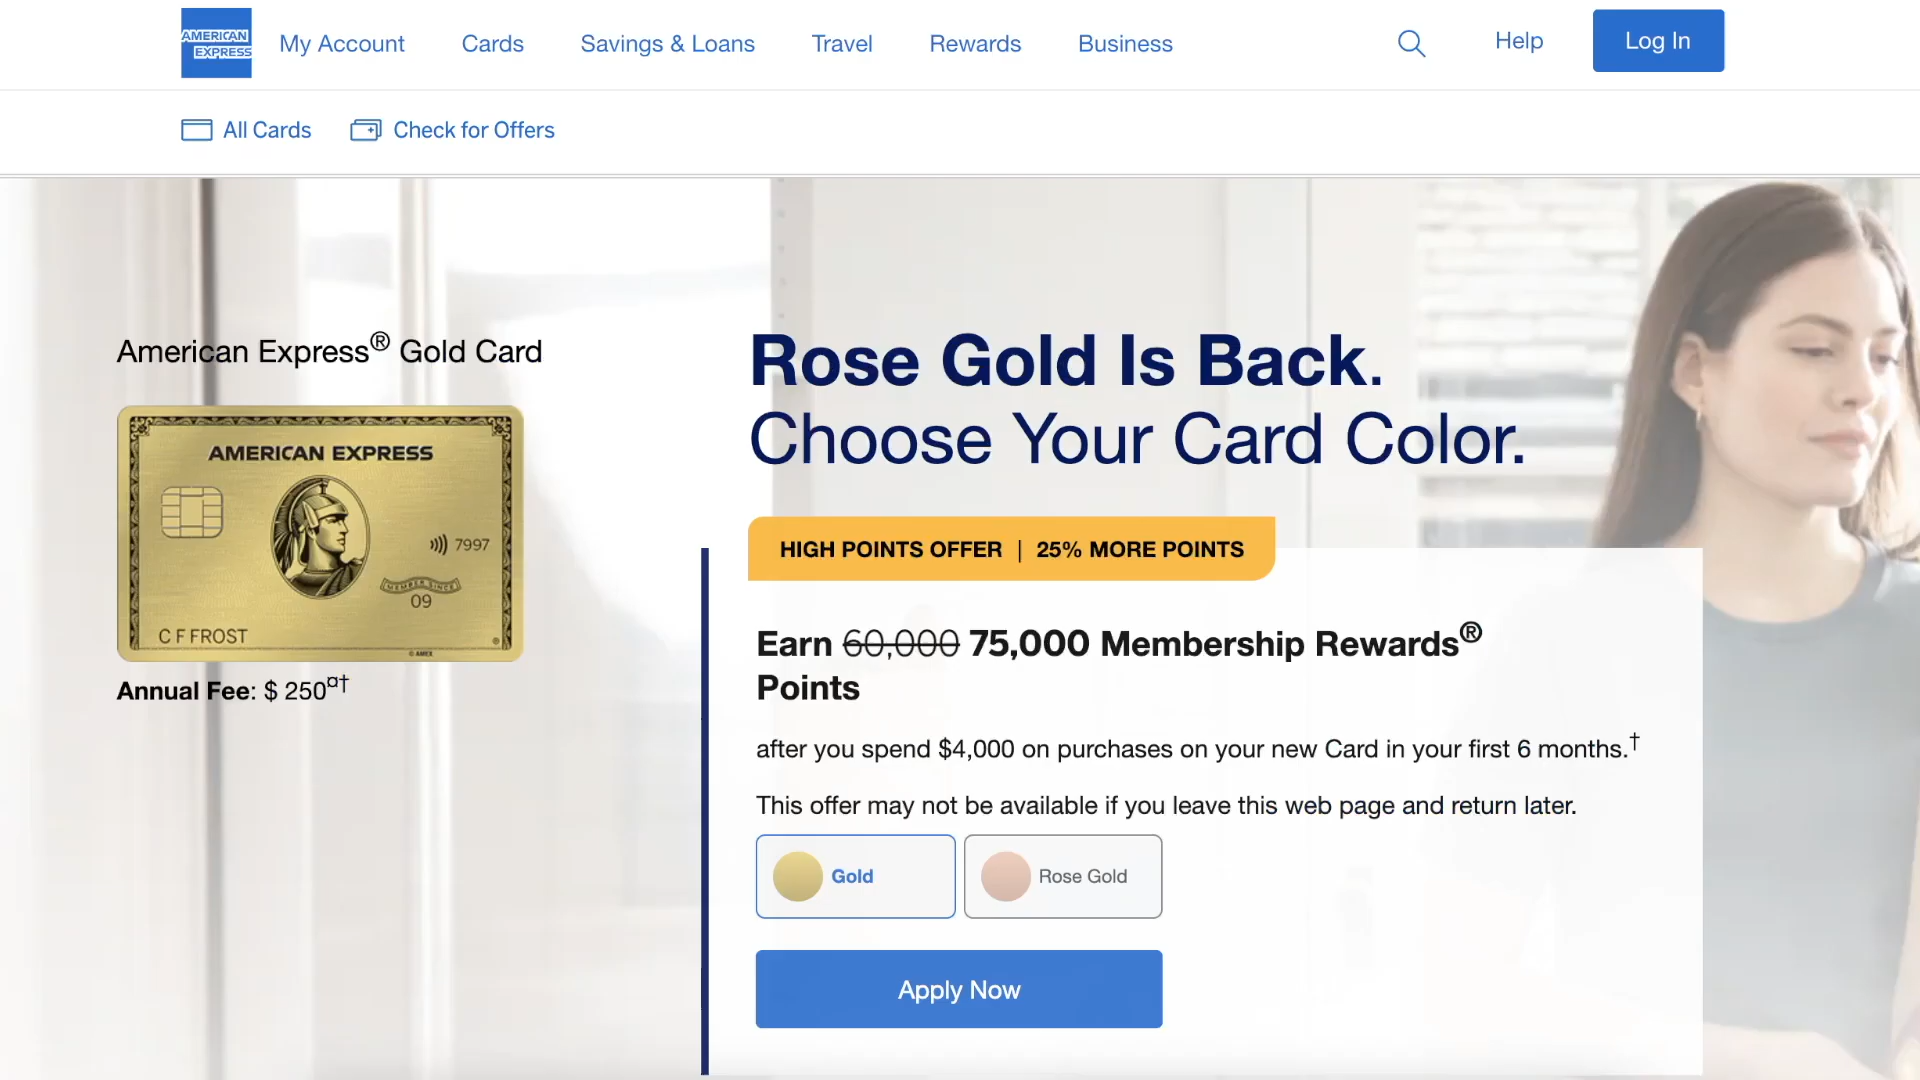 AMERICAN
EXPRESS
My Account
Cards
Savings & Loans
Travel
Rewards
Business
Help
Log In
All Cards
Check for Offers
American Express® Gold Card
AMERICAN EXPRESS
7997
MEMBER SINCE
09
C F FROST
© AMEX
®
Annual Fee: $ 250¤†
Rose Gold Is Back.
Choose Your Card Color.
HIGH POINTS OFFER | 25% MORE POINTS
Earn 60,000 75,000 Membership Rewards®
Points
after you spend $4,000 on purchases on your new Card in your first 6 months.†
This offer may not be available if you leave this web page and return later.
Gold
Rose Gold
Apply Now